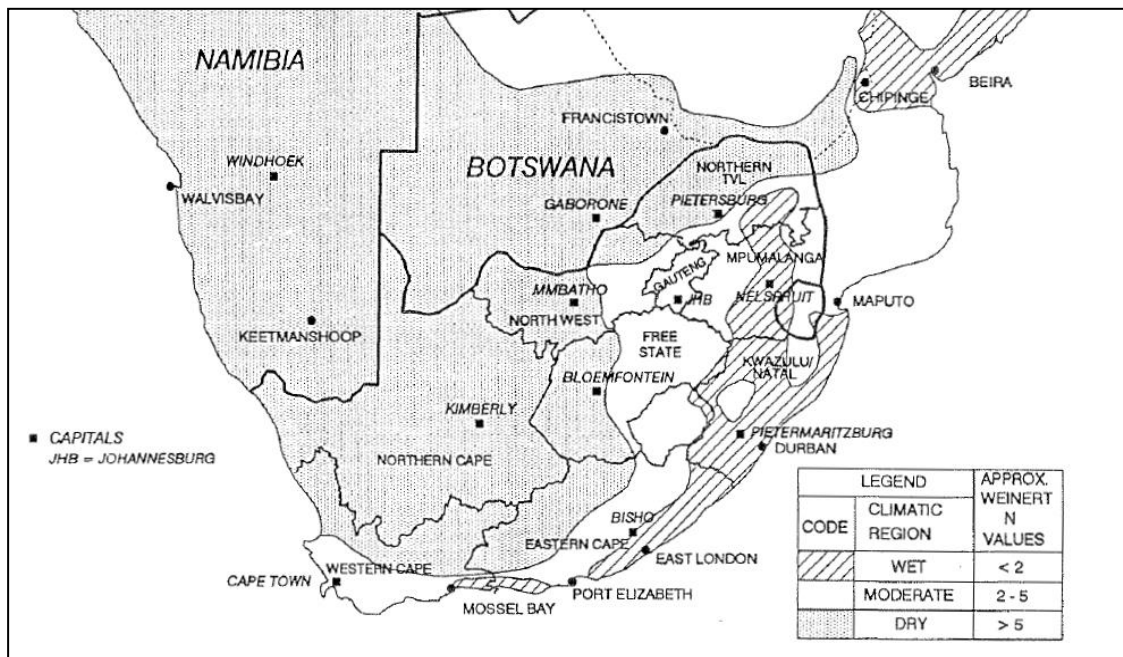 NAMIBIA
BEIRA
CHIPINGE
FRANCISTOWN
BOTSWANA
NORTHERN
TVL
WINDHOEK
WALVISBAY
GABORONE
PIETERSBURG
MPUMALANGA
GAUTENG
MMBATHO
JHB
NELSRHUIT
MAPUTO
NORTH WEST
KEETMANSHOOP
FREE
STATE
KWAZULU/
NATAL
BLOEMFONTEIN
KIMBERLY
■ CAPITALS
JHB = JOHANNESBURG
PIETERMARITZBURG
DURBAN
NORTHERN CAPE
LEGEND
APPROX.
WEINERT
N
VALUES
CODE
CLIMATIC
REGION
WET < 2
MODERATE 2 - 5
DRY > 5
BISHO
EASTERN CAPE
EAST LONDON
WESTERN CAPE
CAPE TOWN
MOSSEL BAY
PORT ELIZABETH